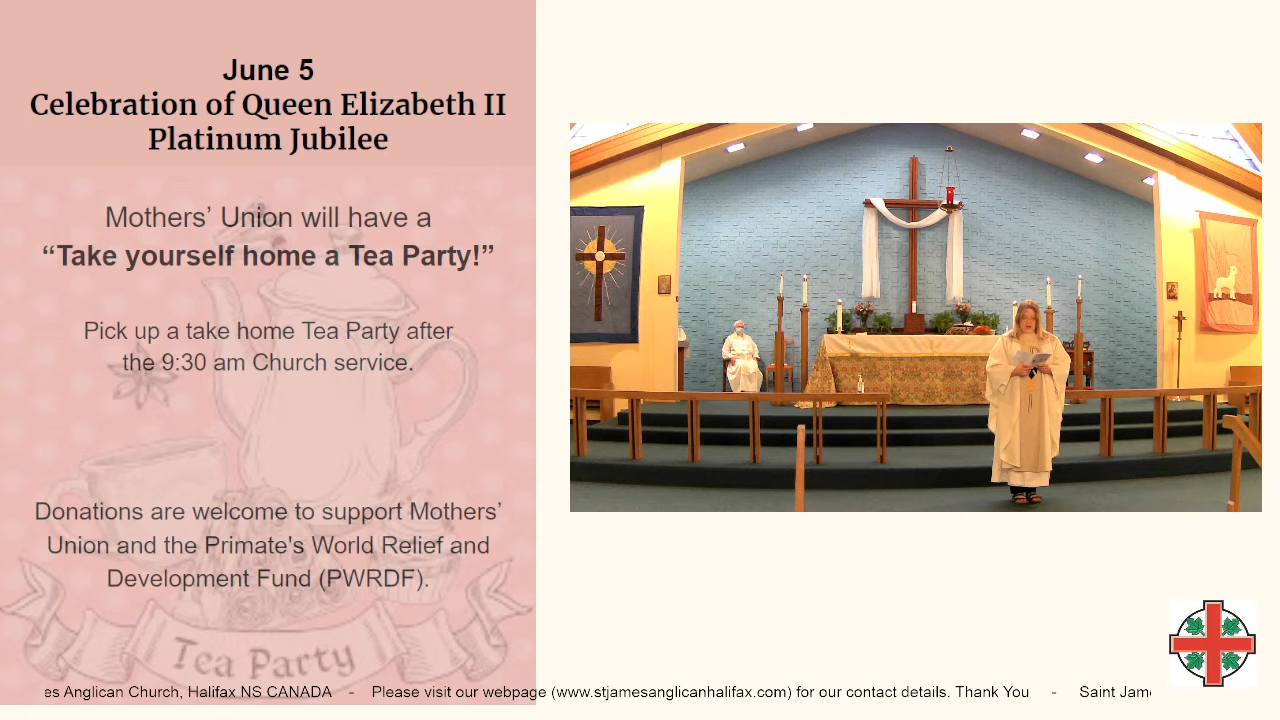 June 5
Celebration of Queen Elizabeth II
Platinum Jubilee
Mothers’ Union will have a
“Take yourself home a Tea Party!”
Pick up a take home Tea Party after
the 9:30 am Church service.
Donations are welcome to support Mothers’
Union and the Primate's World Relief and
Development Fund (PWRDF).
Tea Party
es Anglican Church, Halifax NS CANADA - Please visit our webpage (www.stjamesanglicanhalifax.com) for our contact details. Thank You - Saint Jam